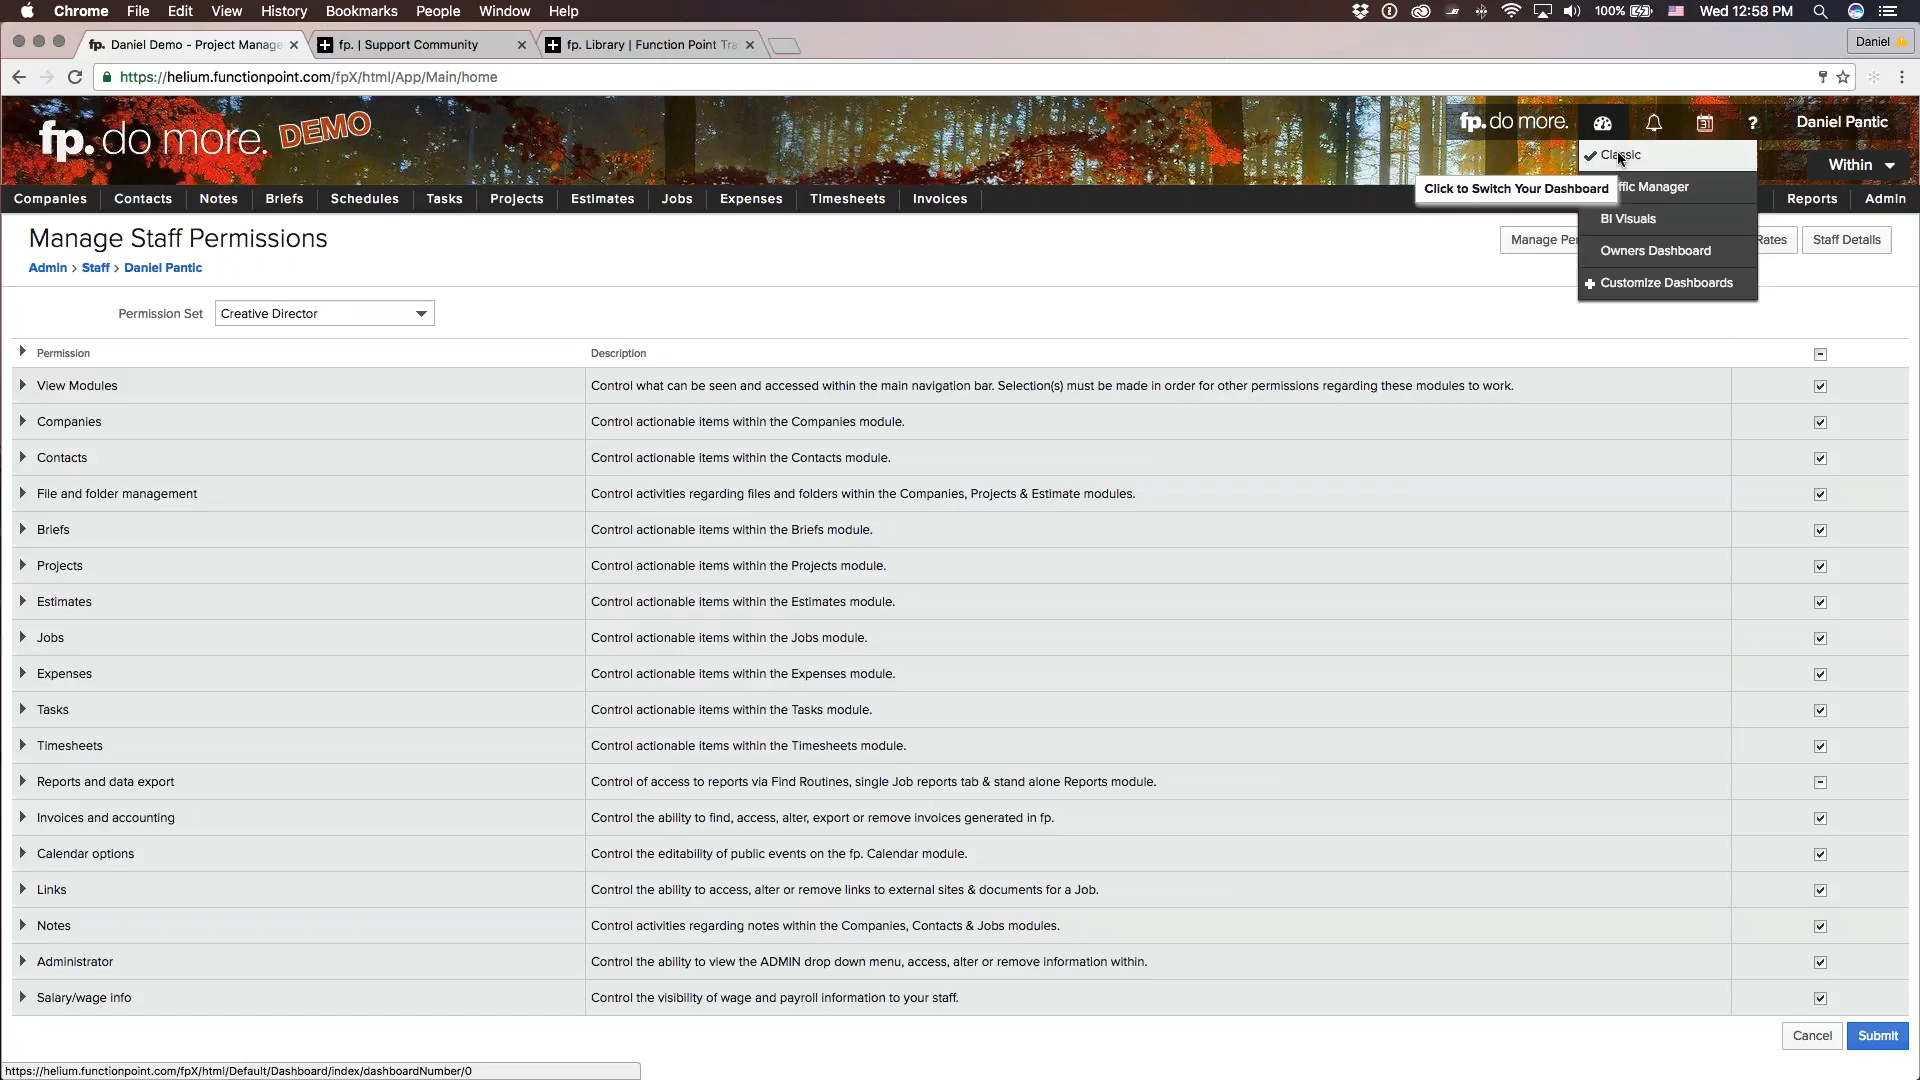 Chrome File Edit View History Bookmarks People Window Help 100% Wed 12:58 PM
fp. Daniel Demo - Project Manage fp. | Support Community fp. Library | Function Point Tra Daniel
https://helium.functionpoint.com/fpX/html/App/Main/home
fp. do more. DEMO fp. do more. 31 ? Daniel Pantic
Classic
Within
Click to Switch Your Dashboard ffic Manager
Companies Contacts Notes Briefs Schedules Tasks Projects Estimates Jobs Expenses Timesheets Invoices Reports Admin
BI Visuals
Manage Staff Permissions Manage Per Rates Staff Details
Owners Dashboard
Admin > Staff > Daniel Pantic
Customize Dashboards
Permission Set Creative Director
Permission Description
View Modules Control what can be seen and accessed within the main navigation bar. Selection(s) must be made in order for other permissions regarding these modules to work.
Companies Control actionable items within the Companies module.
Contacts Control actionable items within the Contacts module.
File and folder management Control activities regarding files and folders within the Companies, Projects & Estimate modules.
Briefs Control actionable items within the Briefs module.
Projects Control actionable items within the Projects module.
Estimates Control actionable items within the Estimates module.
Jobs Control actionable items within the Jobs module.
Expenses Control actionable items within the Expenses module.
Tasks Control actionable items within the Tasks module.
Timesheets Control actionable items within the Timesheets module.
Reports and data export Control of access to reports via Find Routines, single Job reports tab & stand alone Reports module.
Invoices and accounting Control the ability to find, access, alter, export or remove invoices generated in fp.
Calendar options Control the editability of public events on the fp. Calendar module.
Links Control the ability to access, alter or remove links to external sites & documents for a Job.
Notes Control activities regarding notes within the Companies, Contacts & Jobs modules.
Administrator Control the ability to view the ADMIN drop down menu, access, alter or remove information within.
Salary/wage info Control the visibility of wage and payroll information to your staff.
Cancel Submit
https://helium.functionpoint.com/fpX/html/Default/Dashboard/index/dashboardNumber/0